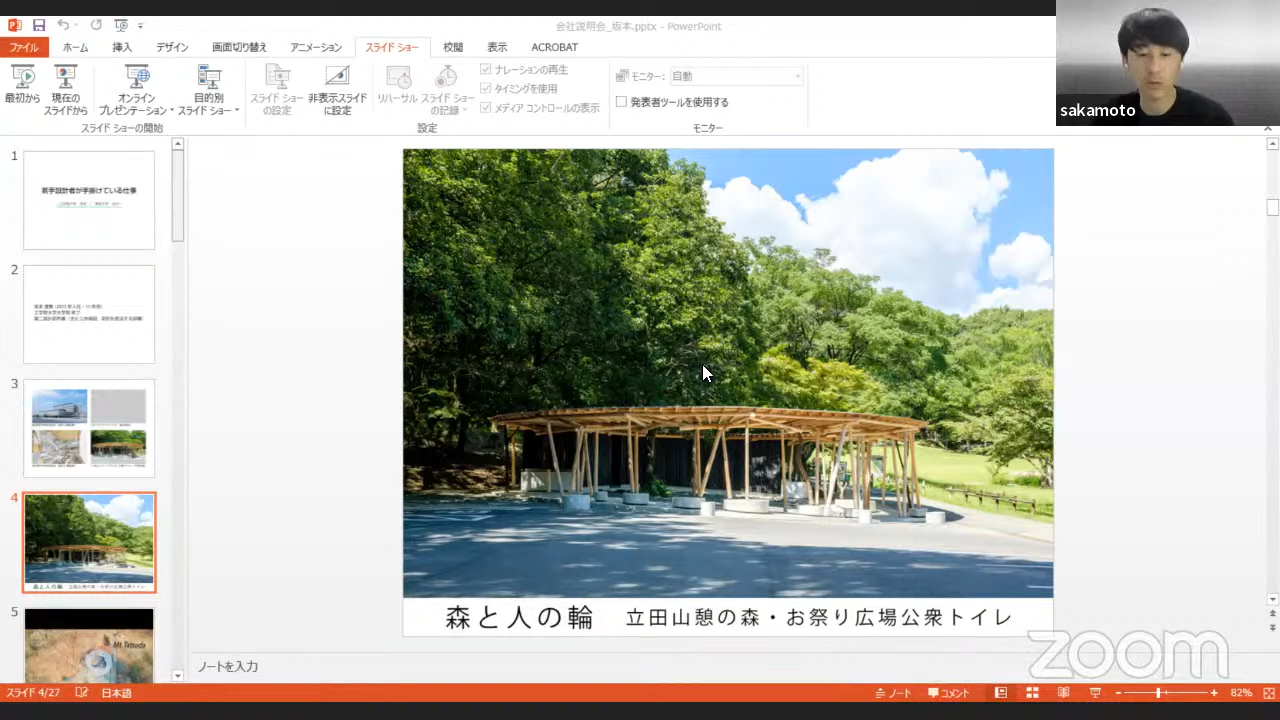 会社説明会_坂本.pptx - PowerPoint
ファイル
ホーム
挿入
デザイン
画面切り替え
アニメーション
スライド ショー
校閲
表示
ACROBAT
最初から
現在の
スライドから
オンライン
プレゼンテーション
目的別
スライド ショー
スライド ショーの開始
スライド ショー
の設定
非表示スライド
に設定
リハーサル
スライド ショー
の記録
ナレーションの再生
タイミングを使用
メディア コントロールの表示
設定
モニター:
自動
発表者ツールを使用する
モニター
sakamoto
1
若手設計者が手掛けている仕事
2
3
4
森と人の輪
5
Mt.Tatsuda
森と人の輪 立田山憩の森・お祭り広場公衆トイレ
ノートを入力
zoom
スライド 4/27
日本語
ノート
コメント
82%